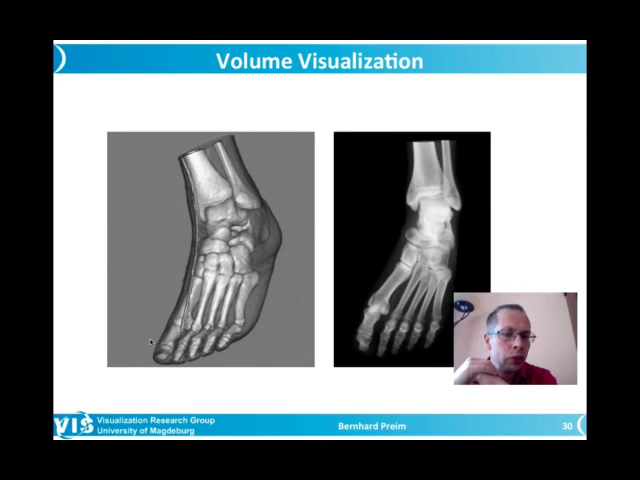 Volume Visualization
VIS
Visualization Research Group
University of Magdeburg
Bernhard Preim
30